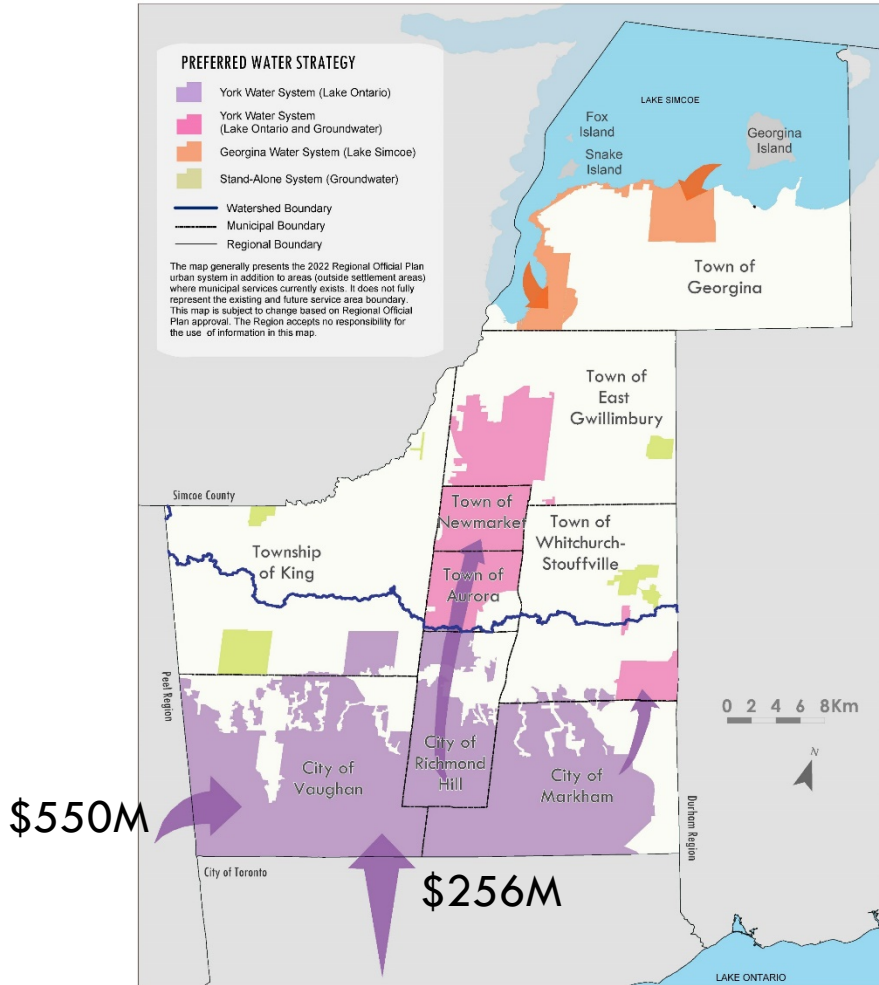 PREFERRED WATER STRATEGY
York Water System (Lake Ontario)
York Water System
(Lake Ontario and Groundwater)
Georgina Water System (Lake Simcoe)
Stand-Alone System (Groundwater)
Watershed Boundary
Municipal Boundary
Regional Boundary
The map generally presents the 2022 Regional Official Plan
urban system in addition to areas (outside settlement areas)
where municipal services currently exists. It does not fully
represent the existing and future service area boundary.
This map is subject to change based on Regional Official
Plan approval. The Region accepts no responsibility for
the use of information in this map.
LAKE SIMCOE
Fox
Island
Snake
Island
Georgina
Island
Town of
Georgina
Town of
East
Gwillimbury
Simcoe County
Town of
Newmarket
Town of
Whitchurch-
Stouffville
Township
of King
Town of
Aurora
Peel Region
0 2 4 6 8Km
N
City of
Vaughan
City of
Richmond
Hill
City of
Markham
Durham Region
$550M
City of Toronto
$256M
LAKE ONTARIO